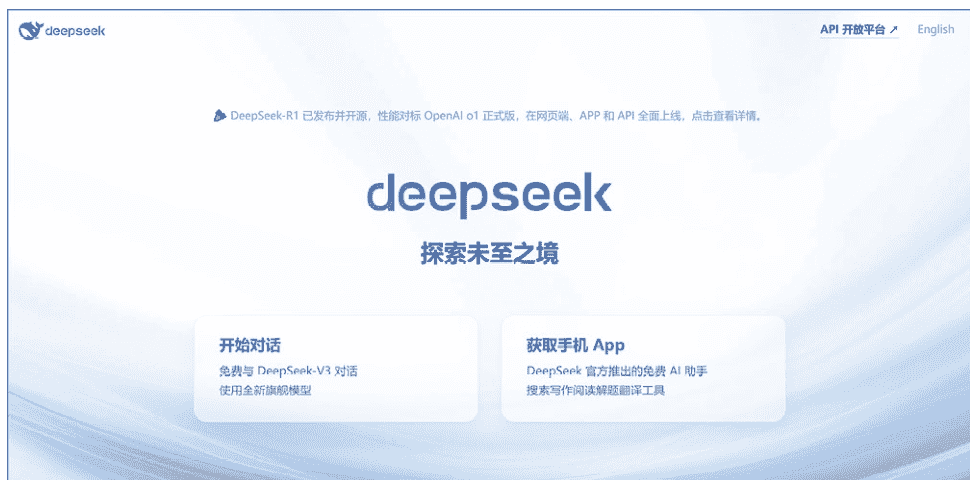 deepseek
API 开放平台 ↗
English
DeepSeek-R1 已发布并开源，性能对标 OpenAI o1 正式版，在网页端、APP 和 API 全面上线，点击查看详情。
deepseek
探索未至之境
开始对话
免费与 DeepSeek-V3 对话
使用全新旗舰模型
获取手机 App
DeepSeek 官方推出的免费 AI 助手
搜索写作阅读解题翻译工具